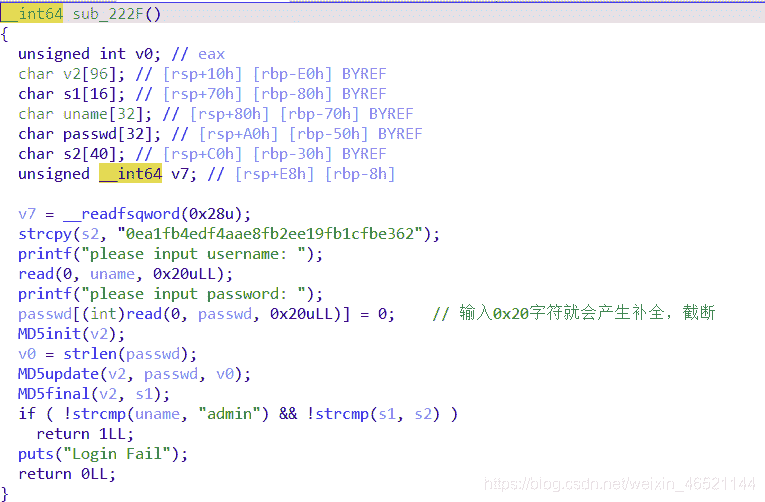 __int64 sub_222F()
{
  unsigned int v0; // eax
  char v2[96]; // [rsp+10h] [rbp-E0h] BYREF
  char s1[16]; // [rsp+70h] [rbp-80h] BYREF
  char uname[32]; // [rsp+80h] [rbp-70h] BYREF
  char passwd[32]; // [rsp+A0h] [rbp-50h] BYREF
  char s2[40]; // [rsp+C0h] [rbp-30h] BYREF
  unsigned __int64 v7; // [rsp+E8h] [rbp-8h]

  v7 = __readfsqword(0x28u);
  strcpy(s2, "0ea1fb4edf4aae8fb2ee19fb1cfbe362");
  printf("please input username: ");
  read(0, uname, 0x20uLL);
  printf("please input password: ");
  passwd[(int)read(0, passwd, 0x20uLL)] = 0;    // 输入0x20字符就会产生补全，截断
  MD5init(v2);
  v0 = strlen(passwd);
  MD5update(v2, passwd, v0);
  MD5final(v2, s1);
  if ( !strcmp(uname, "admin") && !strcmp(s1, s2) )
    return 1LL;
  puts("Login Fail");
  return 0LL;
}
https://blog.csdn.net/weixin_46521144